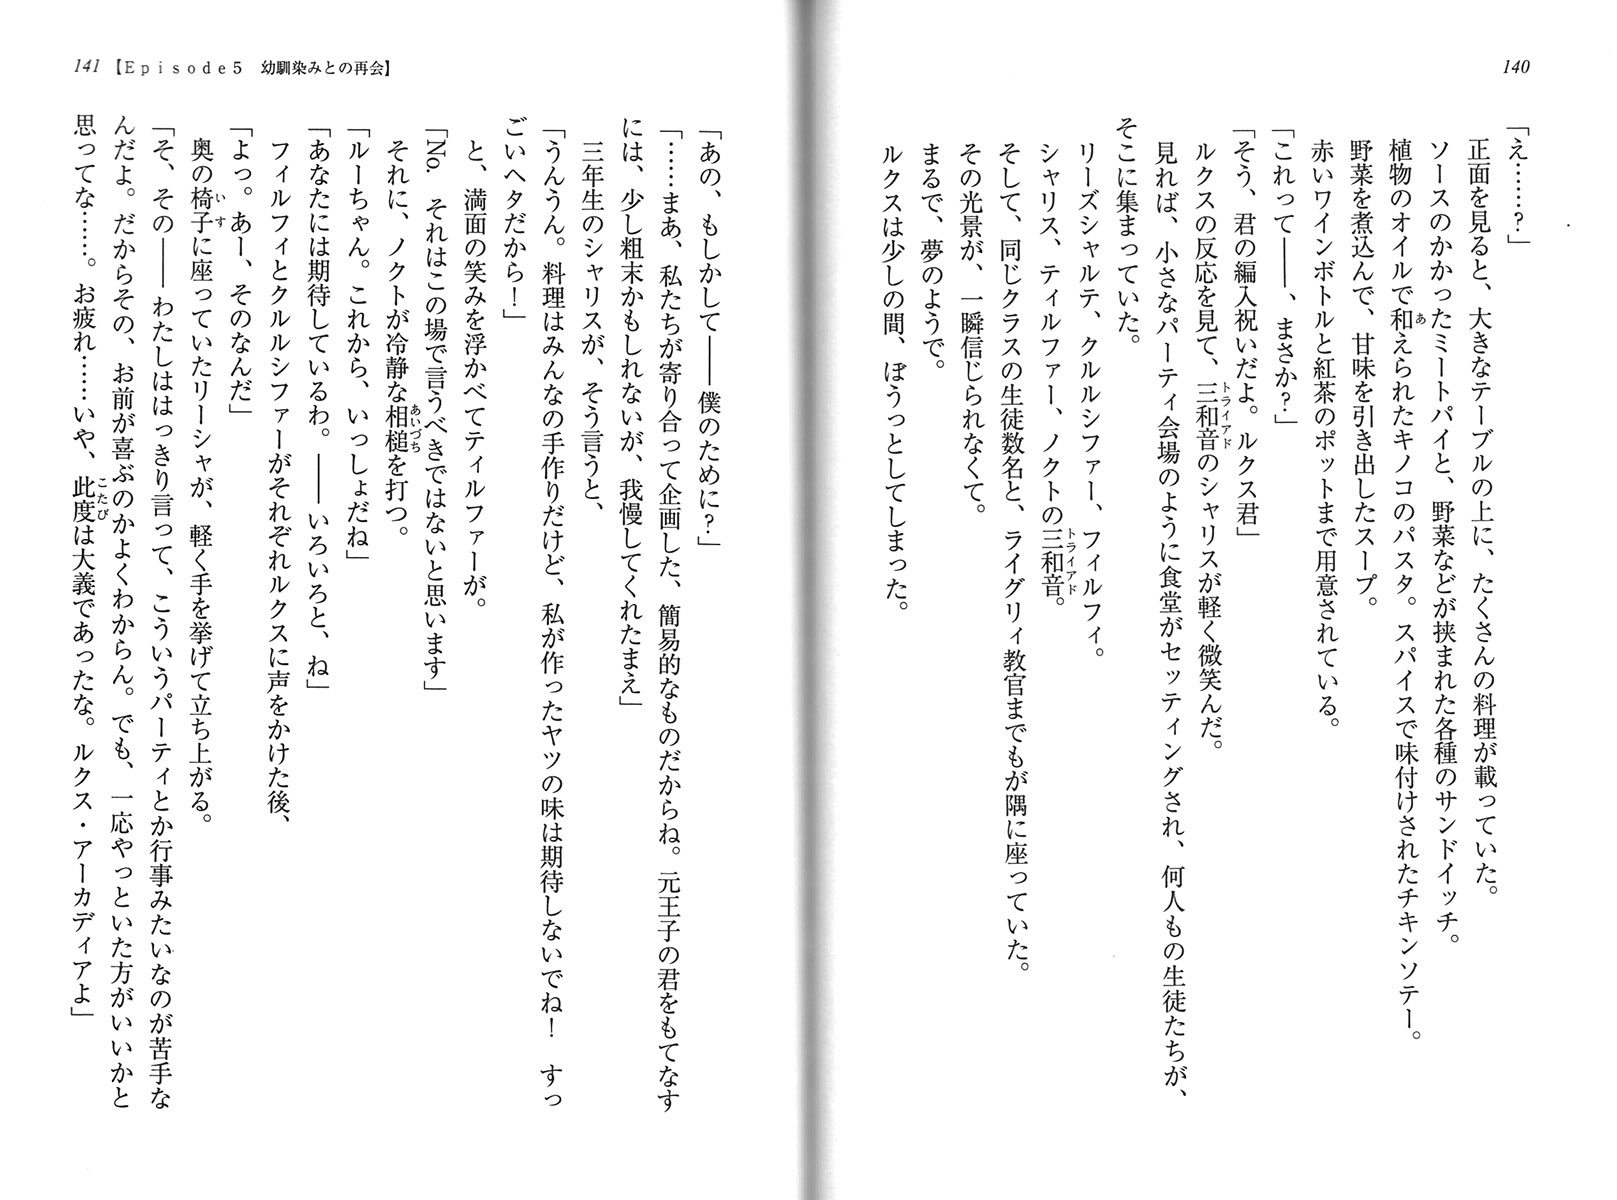 140
「え……？」
正面を見ると、大きなテーブルの上に、たくさんの料理が載っていた。
ソースのかかったミートパイと、野菜などが挟まれた各種のサンドイッチ。
植物のオイルで和えられたキノコのパスタ。スパイスで味付けされたチキンソテー。
野菜を煮込んで、甘味を引き出したスープ。
赤いワインボトルと紅茶のポットまで用意されている。
「これって――、まさか？」
「そう、君の編入祝いだよ。ルクス君」
ルクスの反応を見て、三和音のシャリスが軽く微笑んだ。
見れば、小さなパーティ会場のように食堂がセッティングされ、何人もの生徒たちが、
そこに集まっていた。
リーズシャルテ、クルルシファー、フィルフィ。
シャリス、ティルファー、ノクトの三和音。
そして、同じクラスの生徒数名と、ライグリィ教官までもが隅に座っていた。
その光景が、一瞬信じられなくて。
まるで、夢のようで。
ルクスは少しの間、ぼうっとしてしまった。
141 【Episode5 幼馴染みとの再会】
「あの、もしかして――僕のために？」
「……まあ、私たちが寄り合って企画した、簡易的なものだからね。元王子の君をもてなす
には、少し粗末かもしれないが、我慢してくれたまえ」
三年生のシャリスが、そう言うと、
「うんうん。料理はみんなの手作りだけど、私が作ったヤツの味は期待しないでね！　すっ
ごいヘタだから！」
と、満面の笑みを浮かべてティルファーが。
「No.　それはこの場で言うべきではないと思います」
それに、ノクトが冷静な相槌を打つ。
「ルーちゃん。これから、いっしょだね」
「あなたには期待しているわ。――いろいろと、ね」
フィルフィとクルルシファーがそれぞれルクスに声をかけた後、
「よっ。あー、そのなんだ」
奥の椅子に座っていたリーシャが、軽く手を挙げて立ち上がる。
「そ、その――わたしははっきり言って、こういうパーティとか行事みたいなのが苦手な
んだよ。だからその、お前が喜ぶのかよくわからん。でも、一応やっといた方がいいかと
思ってな……。お疲れ……いや、此度は大義であったな。ルクス・アーカディアよ」